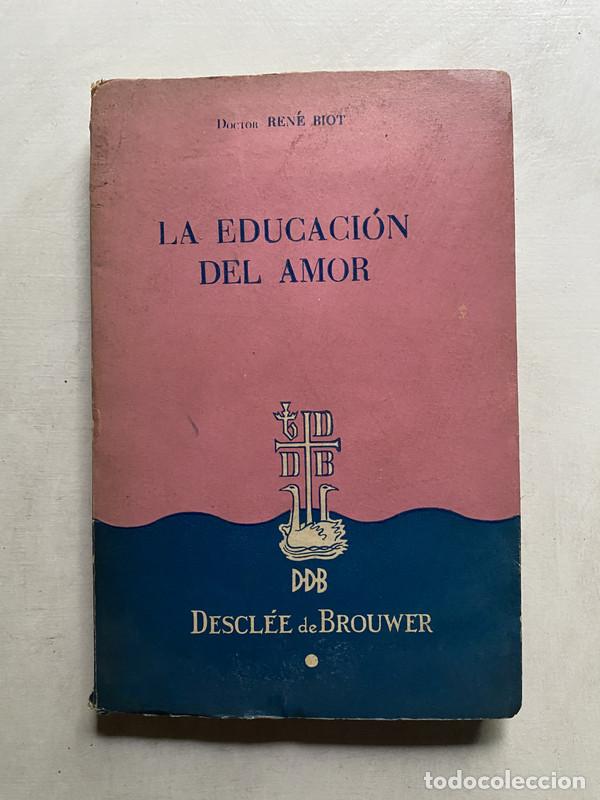 Doctor RENÉ BIOT
LA EDUCACIÓN
DEL AMOR
D
D B
DDB
DESCLÉE de BROUWER
todocoleccion